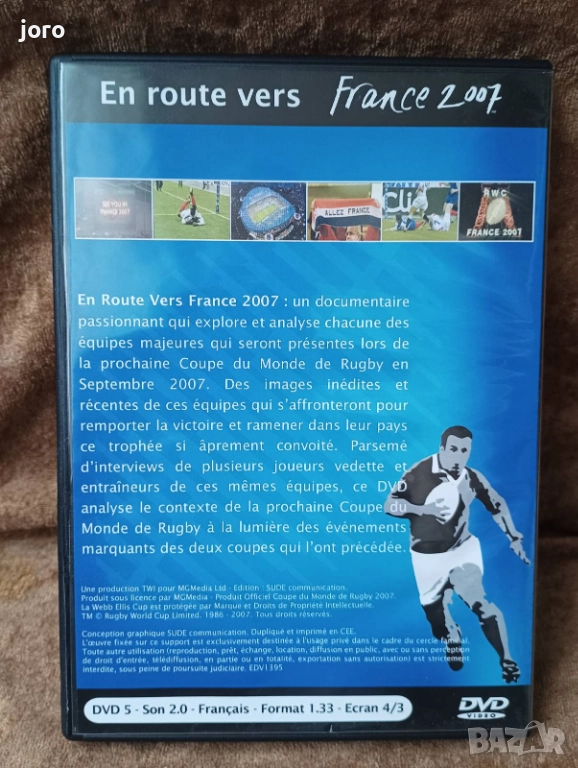 joro
En route vers France 2007
ALLEZ FRANCE
RWC
FRANCE 2007
En Route Vers France 2007 : un documentaire
passionnant qui explore et analyse chacune des
équipes majeures qui seront présentes lors de
la prochaine Coupe du Monde de Rugby en
Septembre 2007. Des images inédites et
récentes de ces équipes qui s'affronteront pour
remporter la victoire et ramener dans leur pays
ce trophée si âprement convoité. Parsemé
d'interviews de plusieurs joueurs vedette et
entraîneurs de ces mêmes équipes, ce DVD
analyse le contexte de la prochaine Coupe du
Monde de Rugby à la lumière des événements
marquants des deux coupes qui l'ont précédée.
Une production TWI pour MGMedia Ltd - Edition : SUDE communication.
Produit sous licence par MGMedia - Produit Officiel Coupe du Monde de Rugby 2007.
La Webb Ellis Cup est protégée par Marque et Droits de Propriété Intellectuelle.
TM © Rugby World Cup Limited. 1986 - 2007. Tous droits réservés.
Conception graphique SUDE communication. Dupliqué et imprimé en CEE.
L'œuvre fixée sur ce support est exclusivement destinée à l'usage privé dans le cadre du cercle familial.
Toute autre utilisation (reproduction, prêt, échange, location, diffusion en public, avec ou sans perception
de droit d'entrée, télédiffusion, en partie ou en totalité, exportation sans autorisation) est strictement
interdite, sous peine de poursuite judiciaire. EDV1395
DVD 5 - Son 2.0 - Français - Format 1.33 - Ecran 4/3
DVD
VIDEO
BAZAR